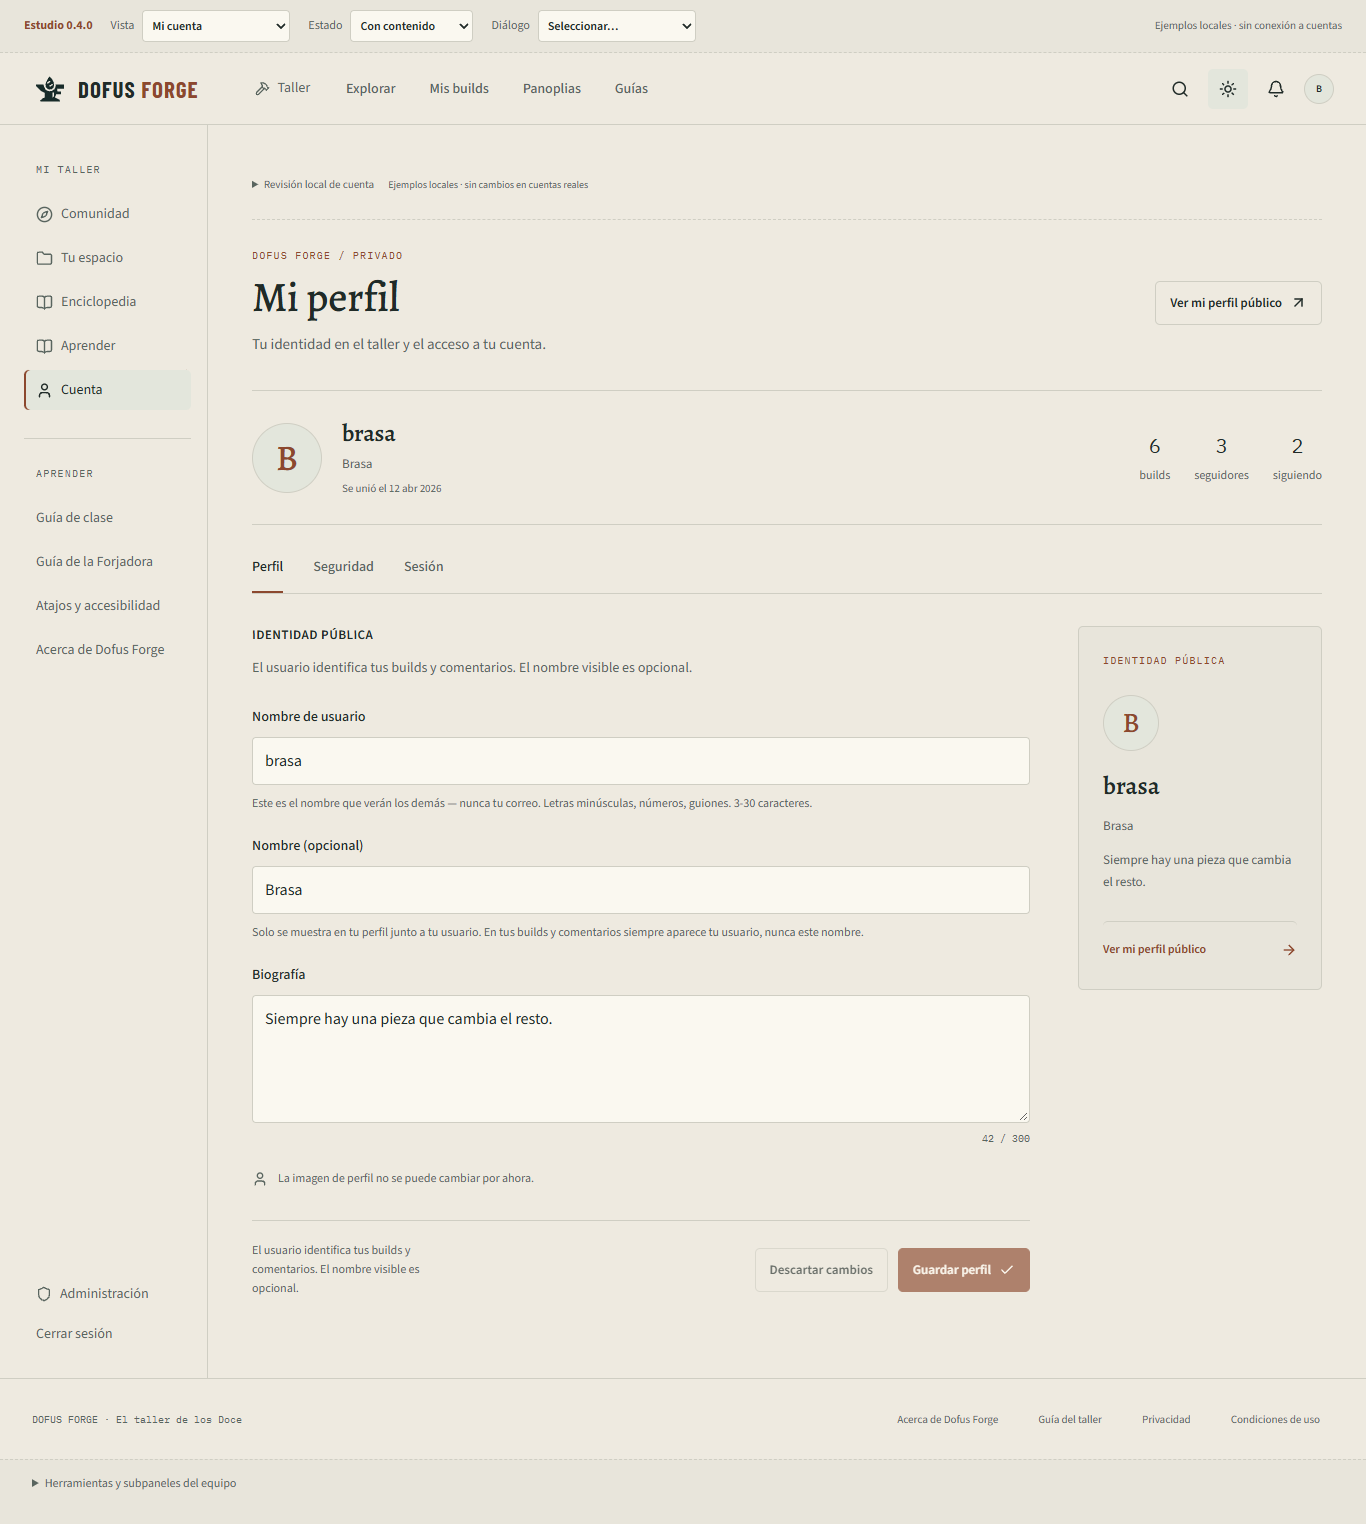 Estudio 0.4.0 Vista Mi cuenta Estado Con contenido Diálogo Seleccionar... Ejemplos locales · sin conexión a cuentas
DOFUS FORGE Taller Explorar Mis builds Panoplias Guías B
MI TALLER
Comunidad
Tu espacio
Enciclopedia
Aprender
Cuenta
APRENDER
Guía de clase
Guía de la Forjadora
Atajos y accesibilidad
Acerca de Dofus Forge
Administración
Cerrar sesión
Revisión local de cuenta Ejemplos locales · sin cambios en cuentas reales
DOFUS FORGE / PRIVADO
Mi perfil
Ver mi perfil público
Tu identidad en el taller y el acceso a tu cuenta.
B
brasa
Brasa
Se unió el 12 abr 2026
6 builds
3 seguidores
2 siguiendo
Perfil Seguridad Sesión
IDENTIDAD PÚBLICA
El usuario identifica tus builds y comentarios. El nombre visible es opcional.
Nombre de usuario
brasa
Este es el nombre que verán los demás — nunca tu correo. Letras minúsculas, números, guiones. 3-30 caracteres.
Nombre (opcional)
Brasa
Solo se muestra en tu perfil junto a tu usuario. En tus builds y comentarios siempre aparece tu usuario, nunca este nombre.
Biografía
Siempre hay una pieza que cambia el resto.
42 / 300
La imagen de perfil no se puede cambiar por ahora.
El usuario identifica tus builds y
comentarios. El nombre visible es
opcional.
Descartar cambios
Guardar perfil
IDENTIDAD PÚBLICA
B
brasa
Brasa
Siempre hay una pieza que cambia
el resto.
Ver mi perfil público
DOFUS FORGE · El taller de los Doce Acerca de Dofus Forge Guía del taller Privacidad Condiciones de uso
Herramientas y subpaneles del equipo